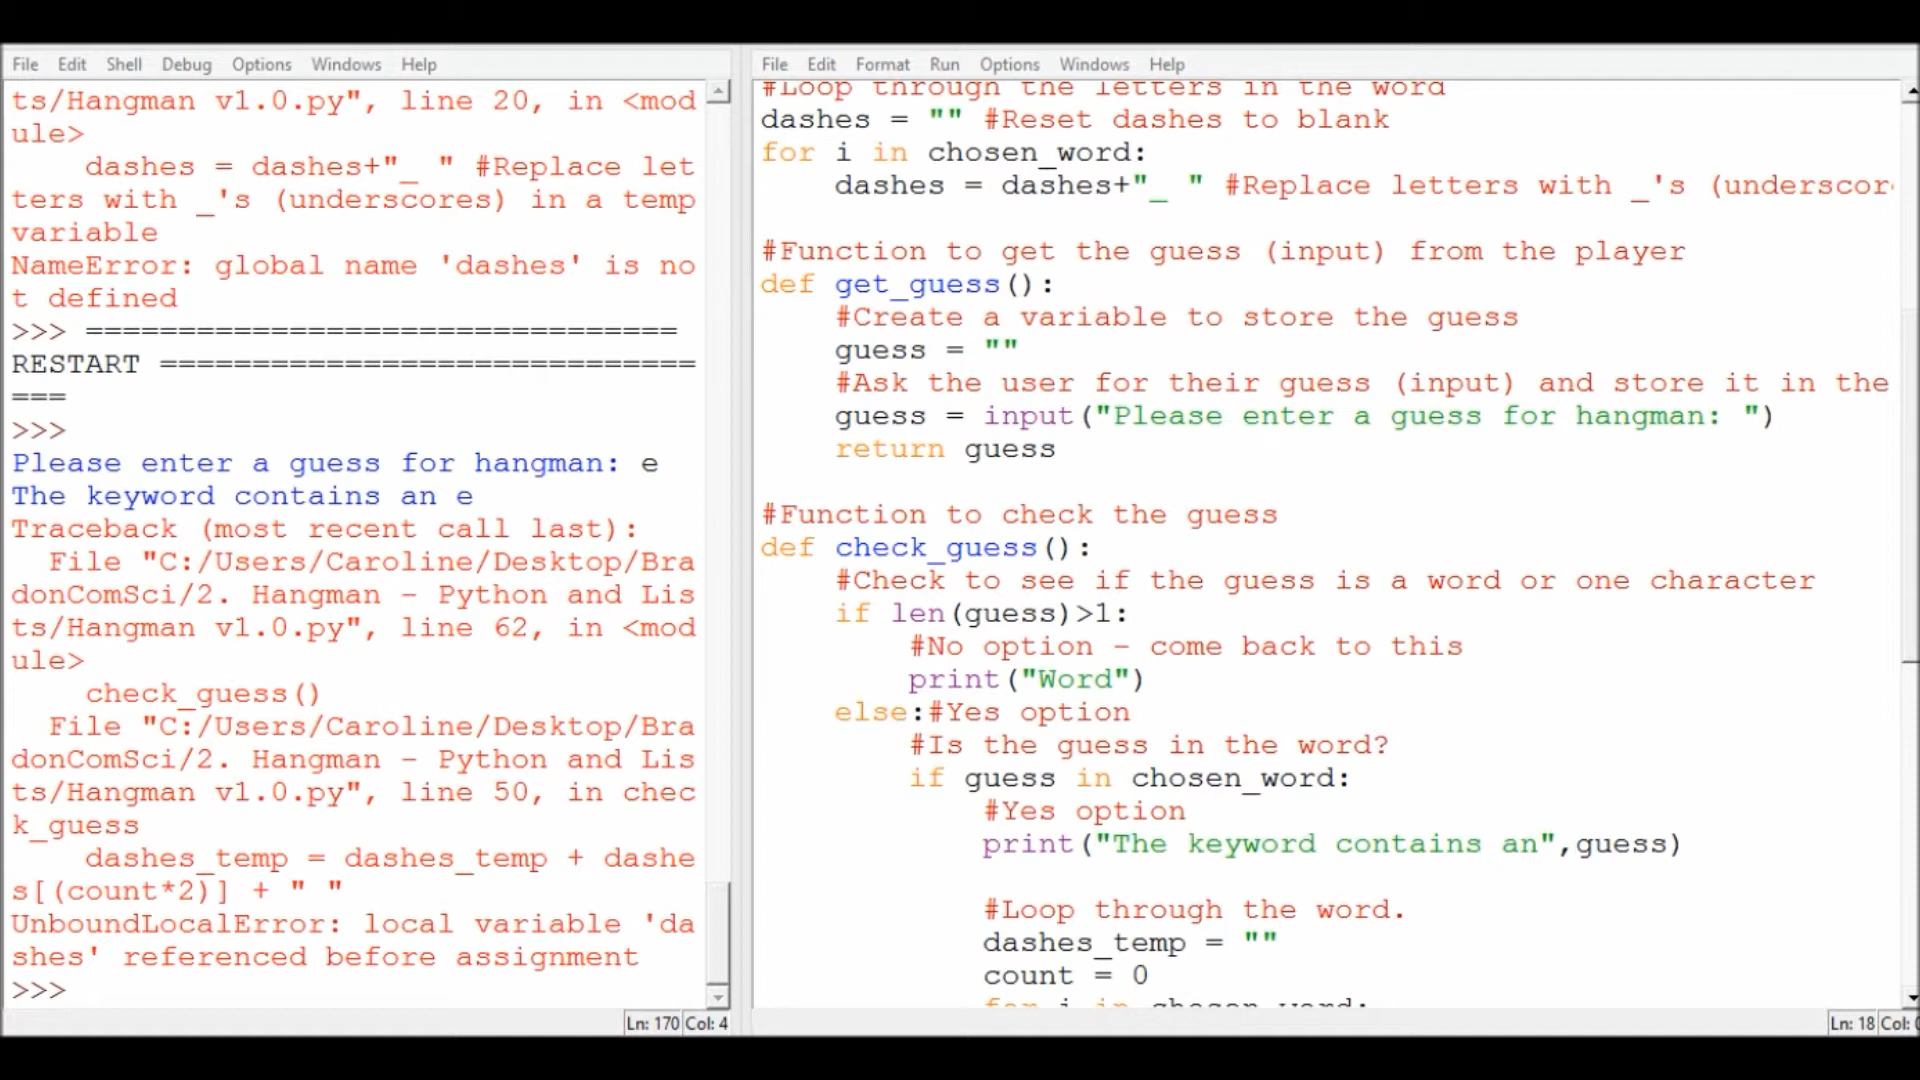 File Edit Shell Debug Options Windows Help
ts/Hangman v1.0.py", line 20, in <mod
ule>
    dashes = dashes+"_ " #Replace let
ters with _'s (underscores) in a temp
variable
NameError: global name 'dashes' is no
t defined
>>> ================================
RESTART =============================
===
>>>
Please enter a guess for hangman: e
The keyword contains an e
Traceback (most recent call last):
  File "C:/Users/Caroline/Desktop/Bra
donComSci/2. Hangman - Python and Lis
ts/Hangman v1.0.py", line 62, in <mod
ule>
    check_guess()
  File "C:/Users/Caroline/Desktop/Bra
donComSci/2. Hangman - Python and Lis
ts/Hangman v1.0.py", line 50, in chec
k_guess
    dashes_temp = dashes_temp + dashe
s[(count*2)] + " "
UnboundLocalError: local variable 'da
shes' referenced before assignment
>>>
Ln: 170 Col: 4
File Edit Format Run Options Windows Help
#Loop through the letters in the word
dashes = "" #Reset dashes to blank
for i in chosen_word:
    dashes = dashes+"_ " #Replace letters with _'s (underscor
#Function to get the guess (input) from the player
def get_guess():
    #Create a variable to store the guess
    guess = ""
    #Ask the user for their guess (input) and store it in the
    guess = input("Please enter a guess for hangman: ")
    return guess
#Function to check the guess
def check_guess():
    #Check to see if the guess is a word or one character
    if len(guess)>1:
        #No option - come back to this
        print("Word")
    else:#Yes option
        #Is the guess in the word?
        if guess in chosen_word:
            #Yes option
            print("The keyword contains an",guess)
            #Loop through the word.
            dashes_temp = ""
            count = 0
            for i in chosen word:
Ln: 18 Col: